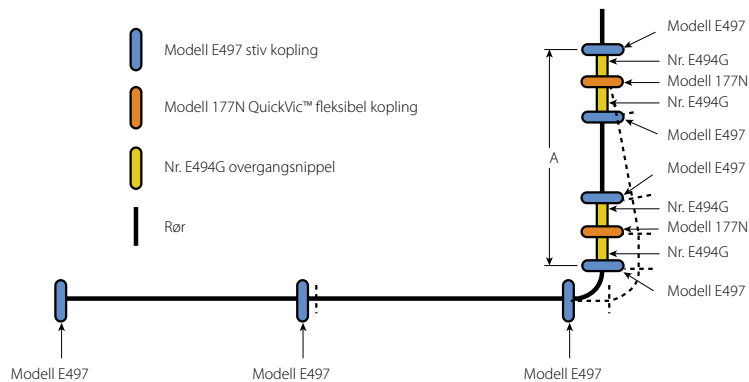 Modell E497 stiv kopling
Modell 177N QuickVic™ fleksibel kopling
Nr. E494G overgangsnippel
Rør
A
Modell E497
Nr. E494G
Modell 177N
Nr. E494G
Modell E497
Modell E497
Nr. E494G
Modell 177N
Nr. E494G
Modell E497
Modell E497
Modell E497
Modell E497